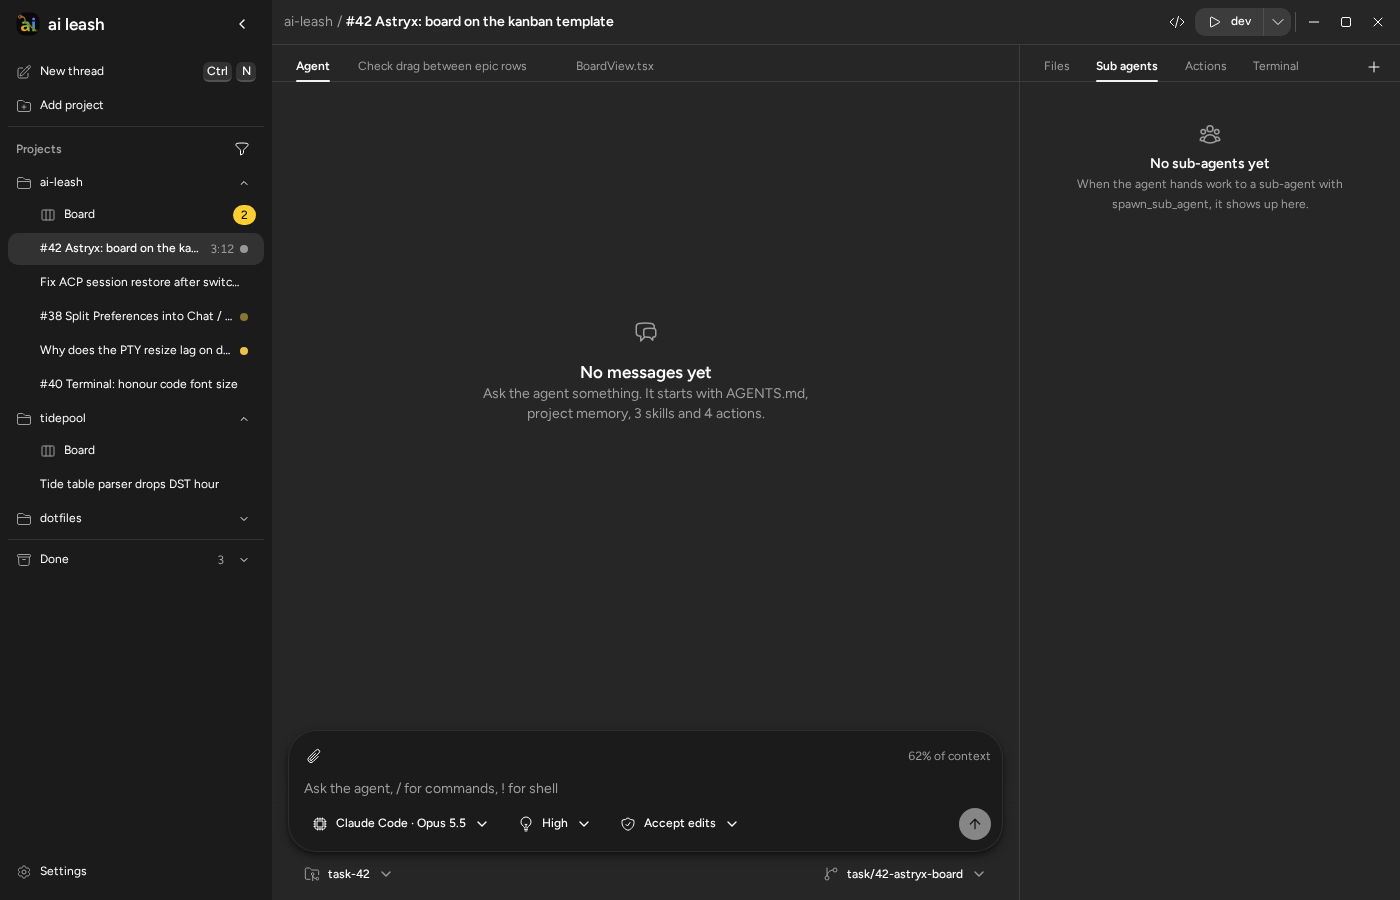 ai leash
New thread Ctrl N
Add project
Projects
ai-leash
Board 2
#42 Astryx: board on the ka... 3:12
Fix ACP session restore after switc...
#38 Split Preferences into Chat / ...
Why does the PTY resize lag on d...
#40 Terminal: honour code font size
tidepool
Board
Tide table parser drops DST hour
dotfiles
Done 3
Settings
ai-leash / #42 Astryx: board on the kanban template
dev
Agent Check drag between epic rows BoardView.tsx
No messages yet
Ask the agent something. It starts with AGENTS.md,
project memory, 3 skills and 4 actions.
62% of context
Ask the agent, / for commands, ! for shell
Claude Code · Opus 5.5 High Accept edits
task-42 task/42-astryx-board
Files Sub agents Actions Terminal
No sub-agents yet
When the agent hands work to a sub-agent with
spawn_sub_agent, it shows up here.